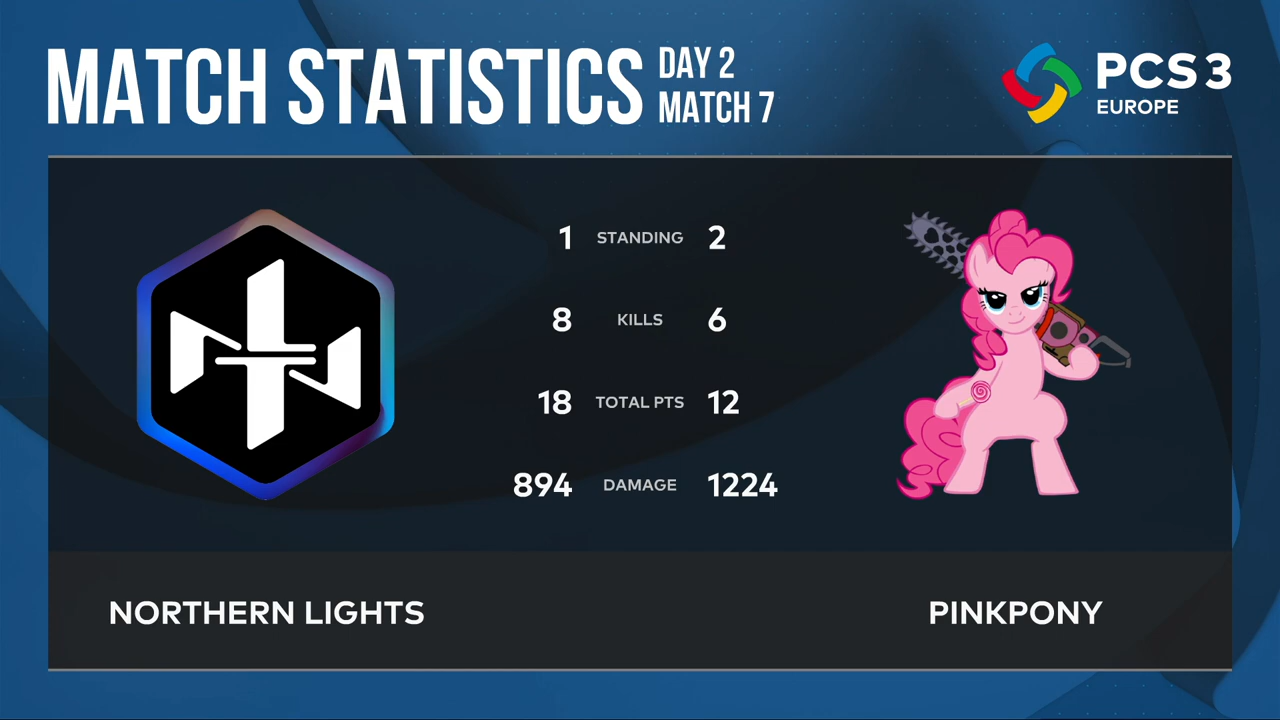 MATCH STATISTICS
DAY 2
MATCH 7
PCS 3
EUROPE
1 STANDING 2
8 KILLS 6
18 TOTAL PTS 12
894 DAMAGE 1224
NORTHERN LIGHTS
PINKPONY